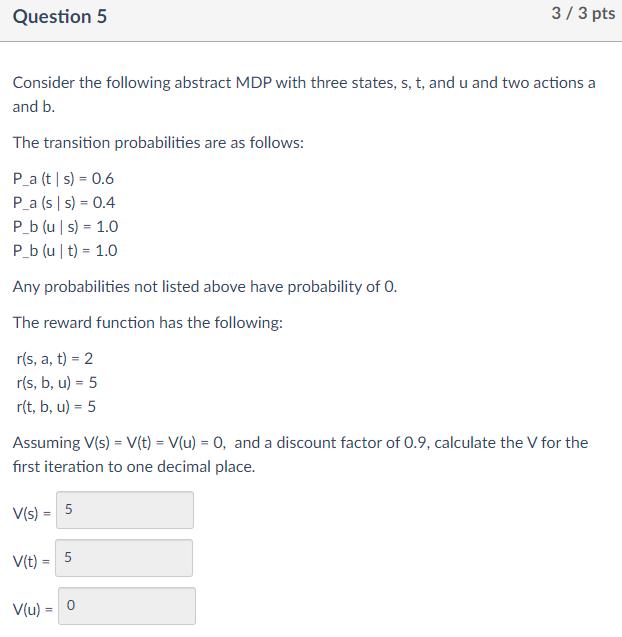 Question 5
3 / 3 pts
Consider the following abstract MDP with three states, s, t, and u and two actions a
and b.
The transition probabilities are as follows:
P_a (t | s) = 0.6
P_a (s | s) = 0.4
P_b (u | s) = 1.0
P_b (u | t) = 1.0
Any probabilities not listed above have probability of 0.
The reward function has the following:
r(s, a, t) = 2
r(s, b, u) = 5
r(t, b, u) = 5
Assuming V(s) = V(t) = V(u) = 0,  and a discount factor of 0.9, calculate the V for the
first iteration to one decimal place.
V(s) = 5
V(t) = 5
V(u) = 0